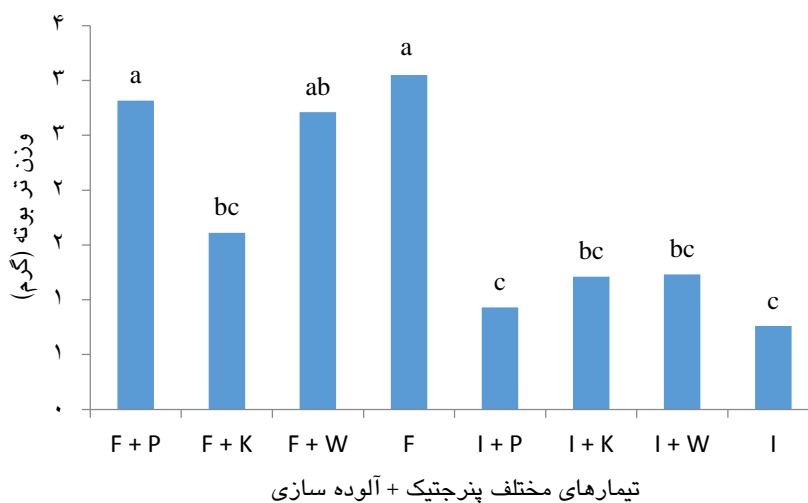 ۴
۳
۳
۲
۲
۱
۱
۰
وزن تر بوته (گرم)
a
bc
ab
a
c
bc
bc
c
F + P
F + K
F + W
F
I + P
I + K
I + W
I
تیمارهای مختلف پنرجتیک + آلوده سازی